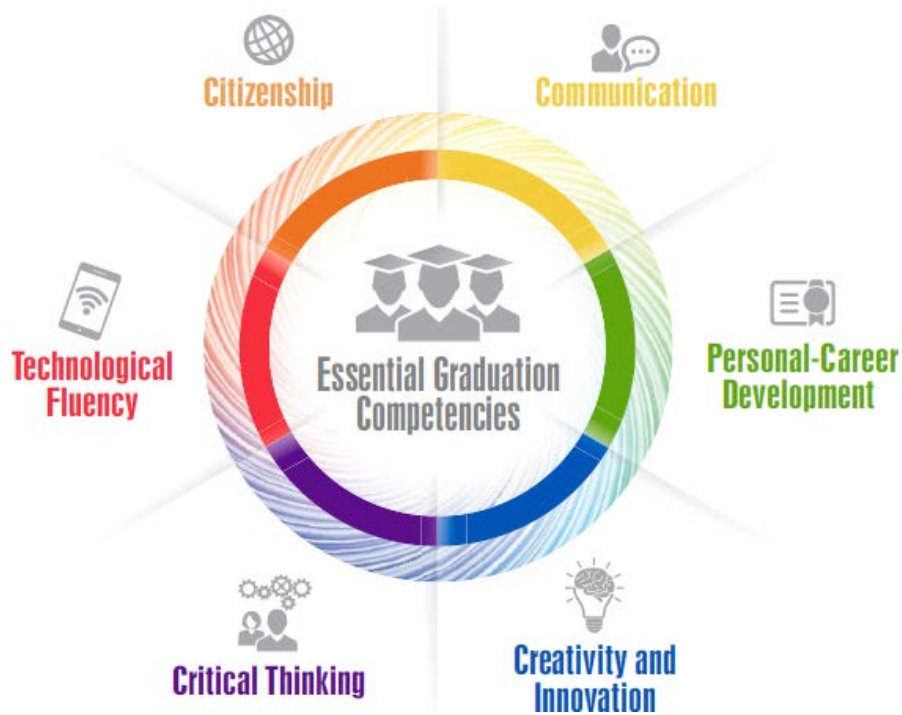 Citizenship
Communication
Technological
Fluency
Essential Graduation
Competencies
Personal-Career
Development
Critical Thinking
Creativity and
Innovation